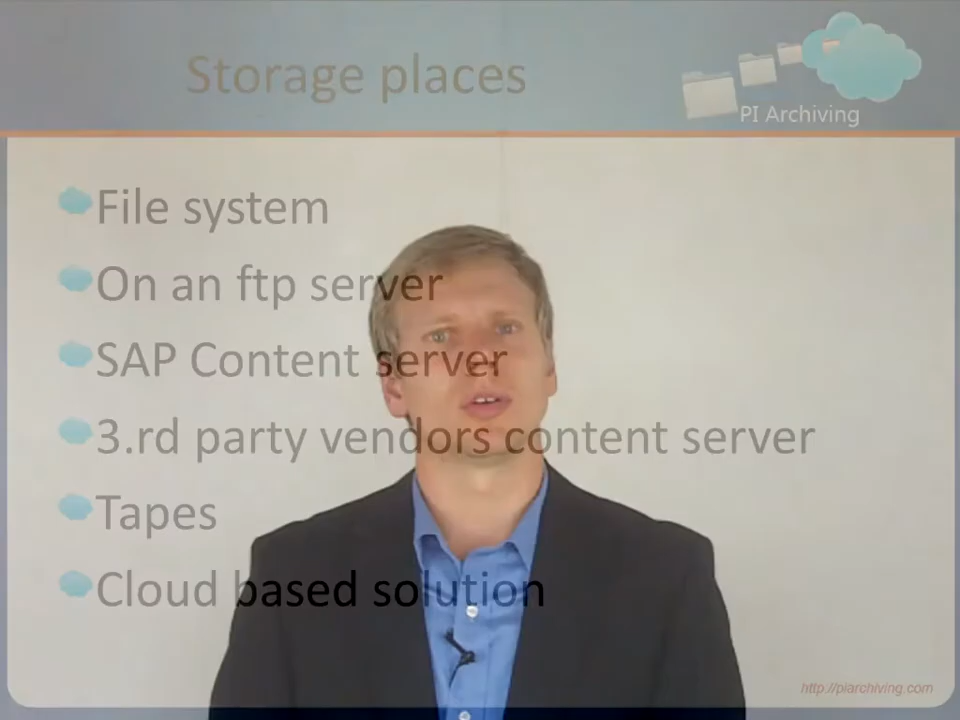 Storage places
PI Archiving
File system
On an ftp server
SAP Content server
3.rd party vendors content server
Tapes
Cloud based solution
http://piarchiving.com